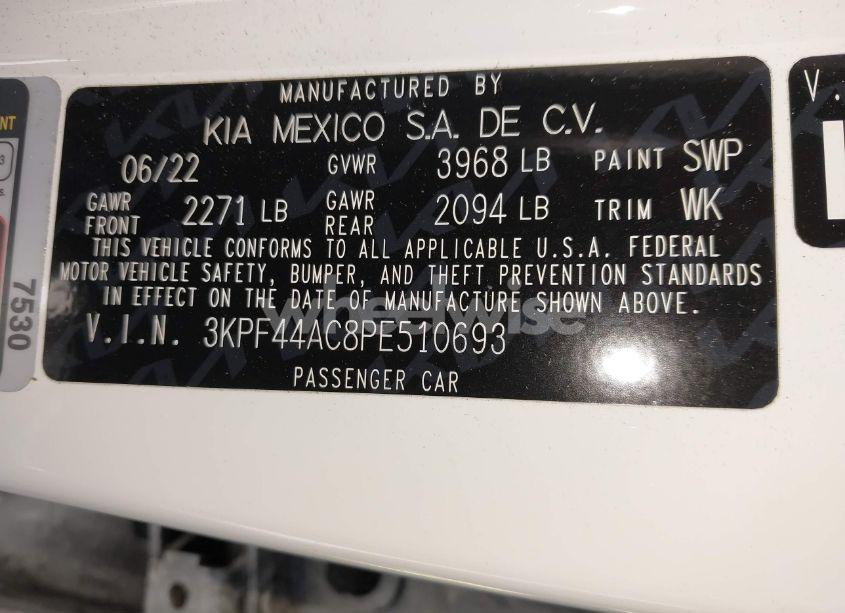 MANUFACTURED BY
KIA MEXICO S.A. DE C.V.
06/22 GVWR 3968 LB PAINT SWP
GAWR FRONT 2271 LB GAWR REAR 2094 LB TRIM WK
THIS VEHICLE CONFORMS TO ALL APPLICABLE U.S.A. FEDERAL
MOTOR VEHICLE SAFETY, BUMPER, AND THEFT PREVENTION STANDARDS
IN EFFECT ON THE DATE OF MANUFACTURE SHOWN ABOVE.
V.I.N. 3KPF44AC8PE510693
PASSENGER CAR
wheelwise
7530